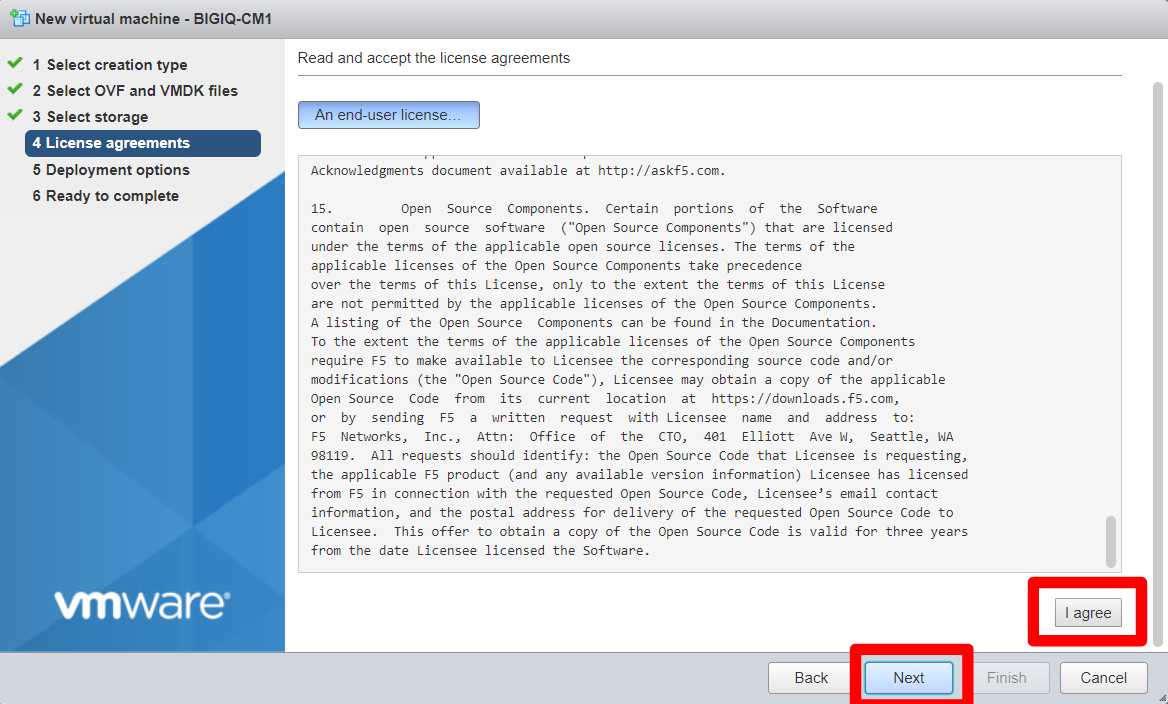 New virtual machine - BIGIQ-CM1
1 Select creation type
2 Select OVF and VMDK files
3 Select storage
4 License agreements
5 Deployment options
6 Ready to complete
vmware®
Read and accept the license agreements
An end-user license...
Acknowledgments document available at http://askf5.com.
15. Open Source Components. Certain portions of the Software
contain open source software ("Open Source Components") that are licensed
under the terms of the applicable open source licenses. The terms of the
applicable licenses of the Open Source Components take precedence
over the terms of this License, only to the extent the terms of this License
are not permitted by the applicable licenses of the Open Source Components.
A listing of the Open Source Components can be found in the Documentation.
To the extent the terms of the applicable licenses of the Open Source Components
require F5 to make available to Licensee the corresponding source code and/or
modifications (the "Open Source Code"), Licensee may obtain a copy of the applicable
Open Source Code from its current location at https://downloads.f5.com,
or by sending F5 a written request with Licensee name and address to:
F5 Networks, Inc., Attn: Office of the CTO, 401 Elliott Ave W, Seattle, WA
98119. All requests should identify: the Open Source Code that Licensee is requesting,
the applicable F5 product (and any available version information) Licensee has licensed
from F5 in connection with the requested Open Source Code, Licensee’s email contact
information, and the postal address for delivery of the requested Open Source Code to
Licensee. This offer to obtain a copy of the Open Source Code is valid for three years
from the date Licensee licensed the Software.
I agree
Back
Next
Finish
Cancel